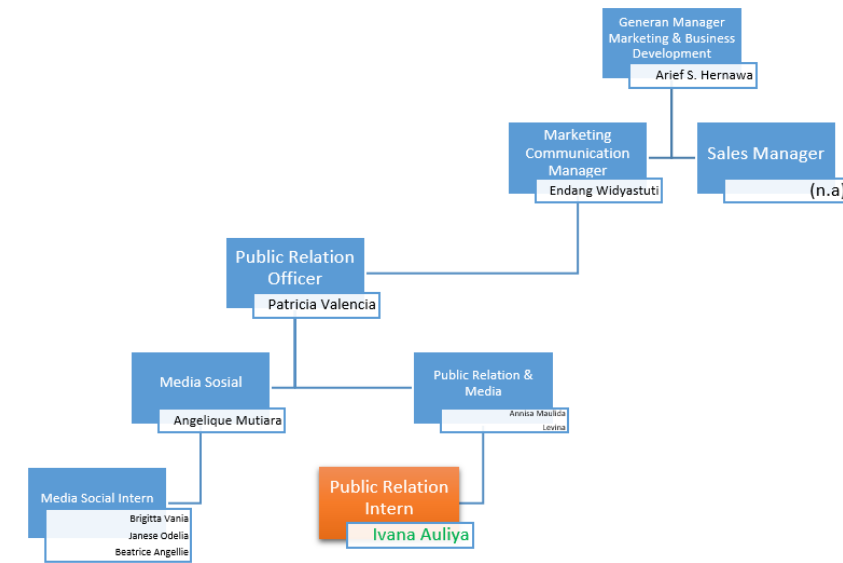 Generan Manager
Marketing & Business
Development
Arief S. Hernawa
Marketing
Communication
Manager
Endang Widyastuti
Sales Manager
(n.a)
Public Relation
Officer
Patricia Valencia
Media Sosial
Angelique Mutiara
Public Relation &
Media
Annisa Maulida
Levina
Media Social Intern
Brigitta Vania
Janese Odelia
Beatrice Angellie
Public Relation
Intern
Ivana Auliya